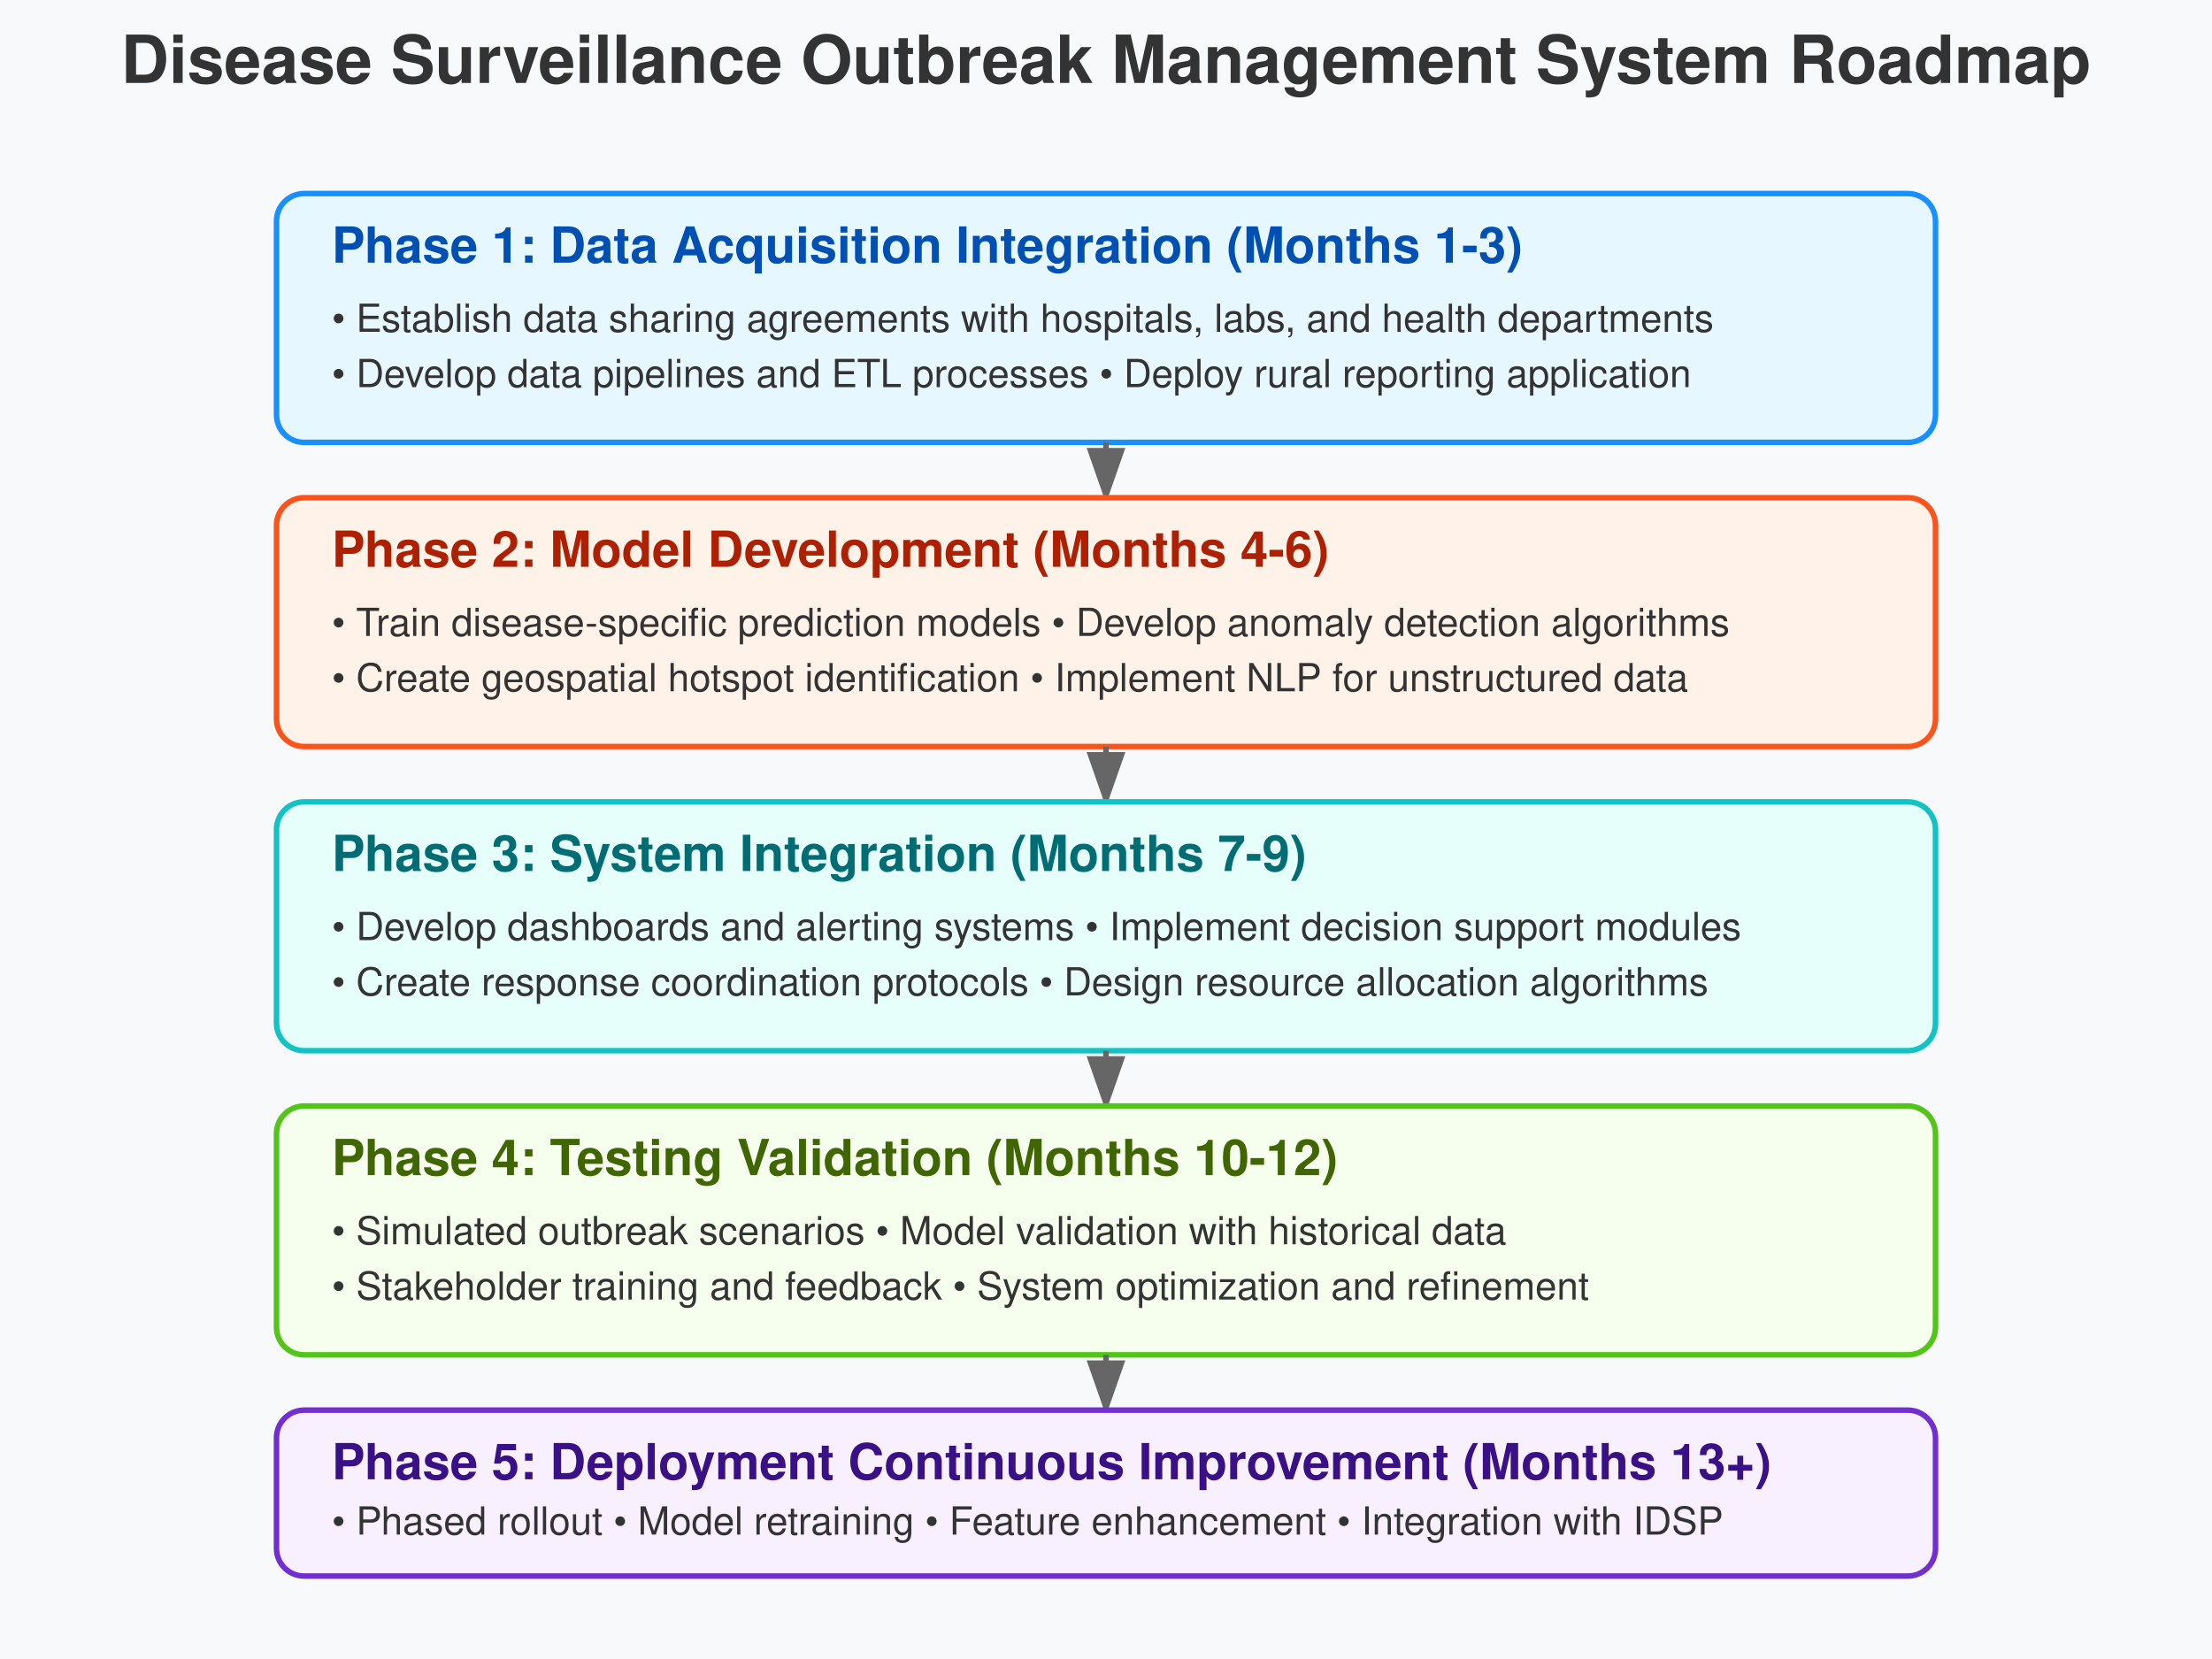 Disease Surveillance Outbreak Management System Roadmap
Phase 1: Data Acquisition Integration (Months 1-3)
• Establish data sharing agreements with hospitals, labs, and health departments
• Develop data pipelines and ETL processes • Deploy rural reporting application
Phase 2: Model Development (Months 4-6)
• Train disease-specific prediction models • Develop anomaly detection algorithms
• Create geospatial hotspot identification • Implement NLP for unstructured data
Phase 3: System Integration (Months 7-9)
• Develop dashboards and alerting systems • Implement decision support modules
• Create response coordination protocols • Design resource allocation algorithms
Phase 4: Testing Validation (Months 10-12)
• Simulated outbreak scenarios • Model validation with historical data
• Stakeholder training and feedback • System optimization and refinement
Phase 5: Deployment Continuous Improvement (Months 13+)
• Phased rollout • Model retraining • Feature enhancement • Integration with IDSP